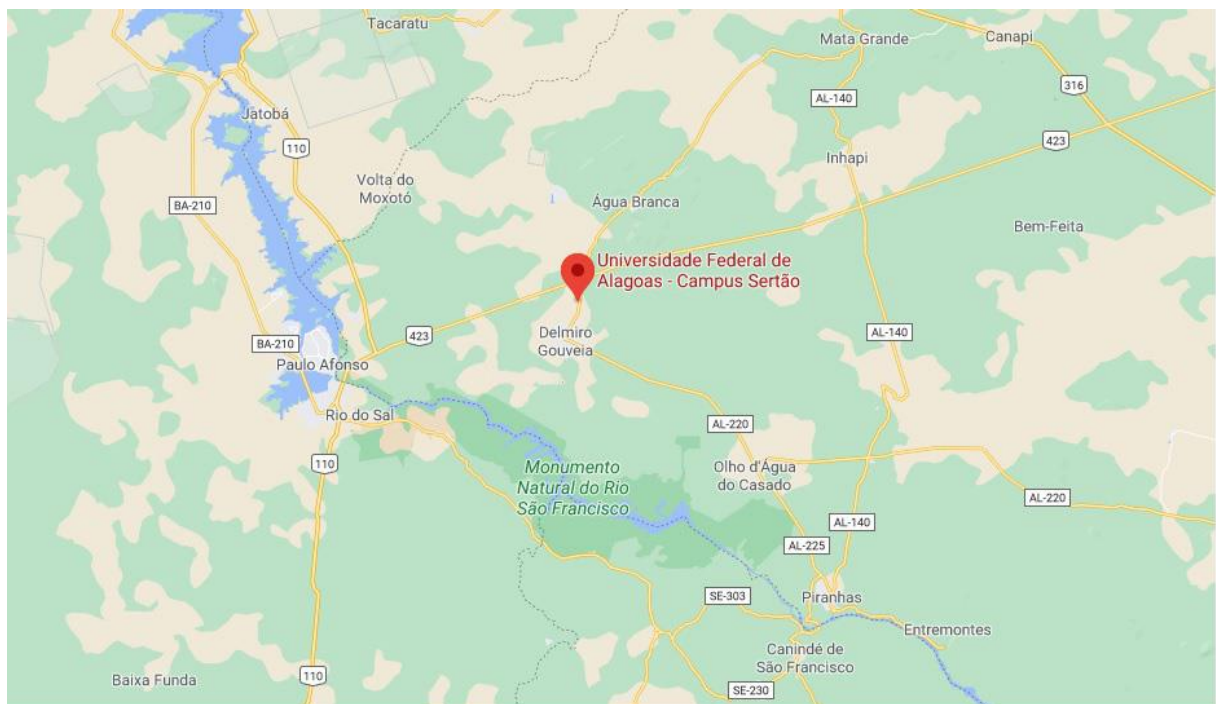 Tacaratu
Mata Grande
Canapi
316
AL-140
Jatobá
110
423
Inhapi
Volta do
Moxotó
BA-210
Água Branca
Bem-Feita
Universidade Federal de
Alagoas - Campus Sertão
423
Delmiro
Gouveia
AL-140
BA-210
Paulo Afonso
Rio do Sal
AL-220
110
Monumento
Natural do Rio
São Francisco
Olho d'Água
do Casado
AL-220
AL-140
AL-225
SE-303
Piranhas
Entremontes
Canindé de
São Francisco
Baixa Funda
110
SE-230